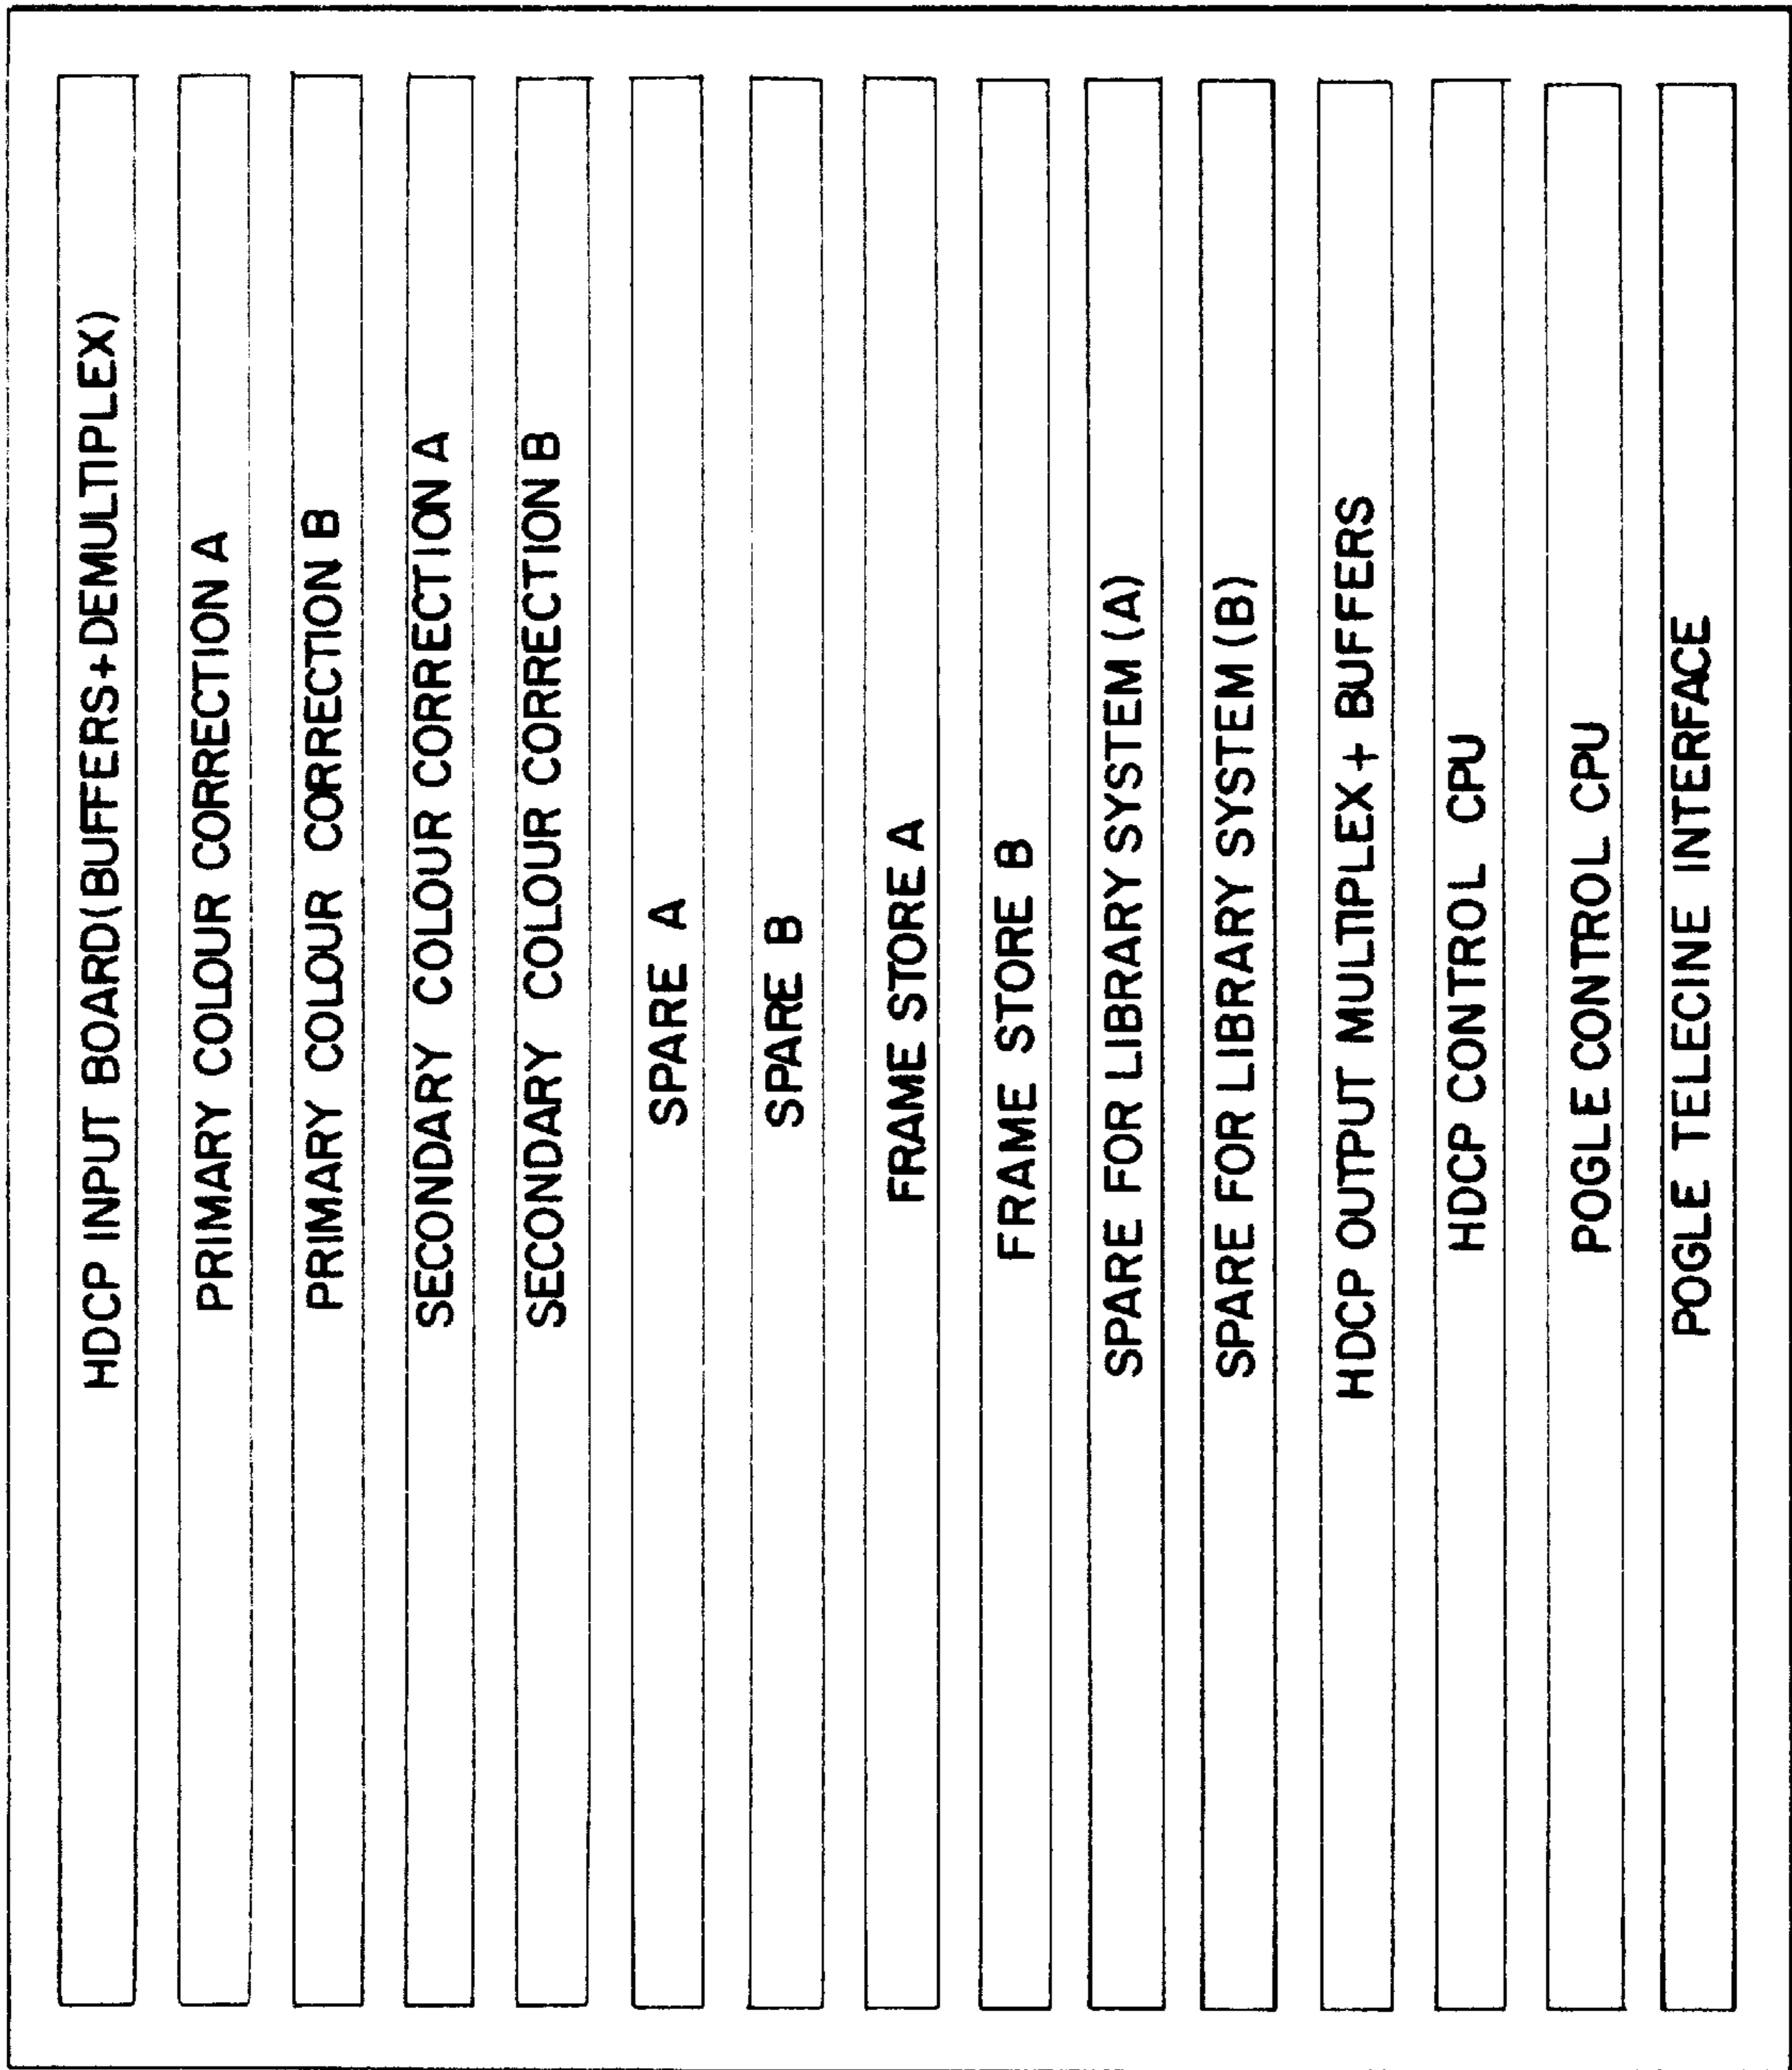 HDCP INPUT BOARD(BUFFERS+DEMULTIPLEX)
PRIMARY COLOUR CORRECTION A
PRIMARY COLOUR CORRECTION B
SECONDARY COLOUR CORRECTION A
SECONDARY COLOUR CORRECTION B
SPARE A
SPARE B
FRAME STORE A
FRAME STORE B
SPARE FOR LIBRARY SYSTEM (A)
SPARE FOR LIBRARY SYSTEM (B)
HDCP OUTPUT MULTIPLEX + BUFFERS
HDCP CONTROL CPU
POGLE CONTROL CPU
POGLE TELECINE INTERFACE